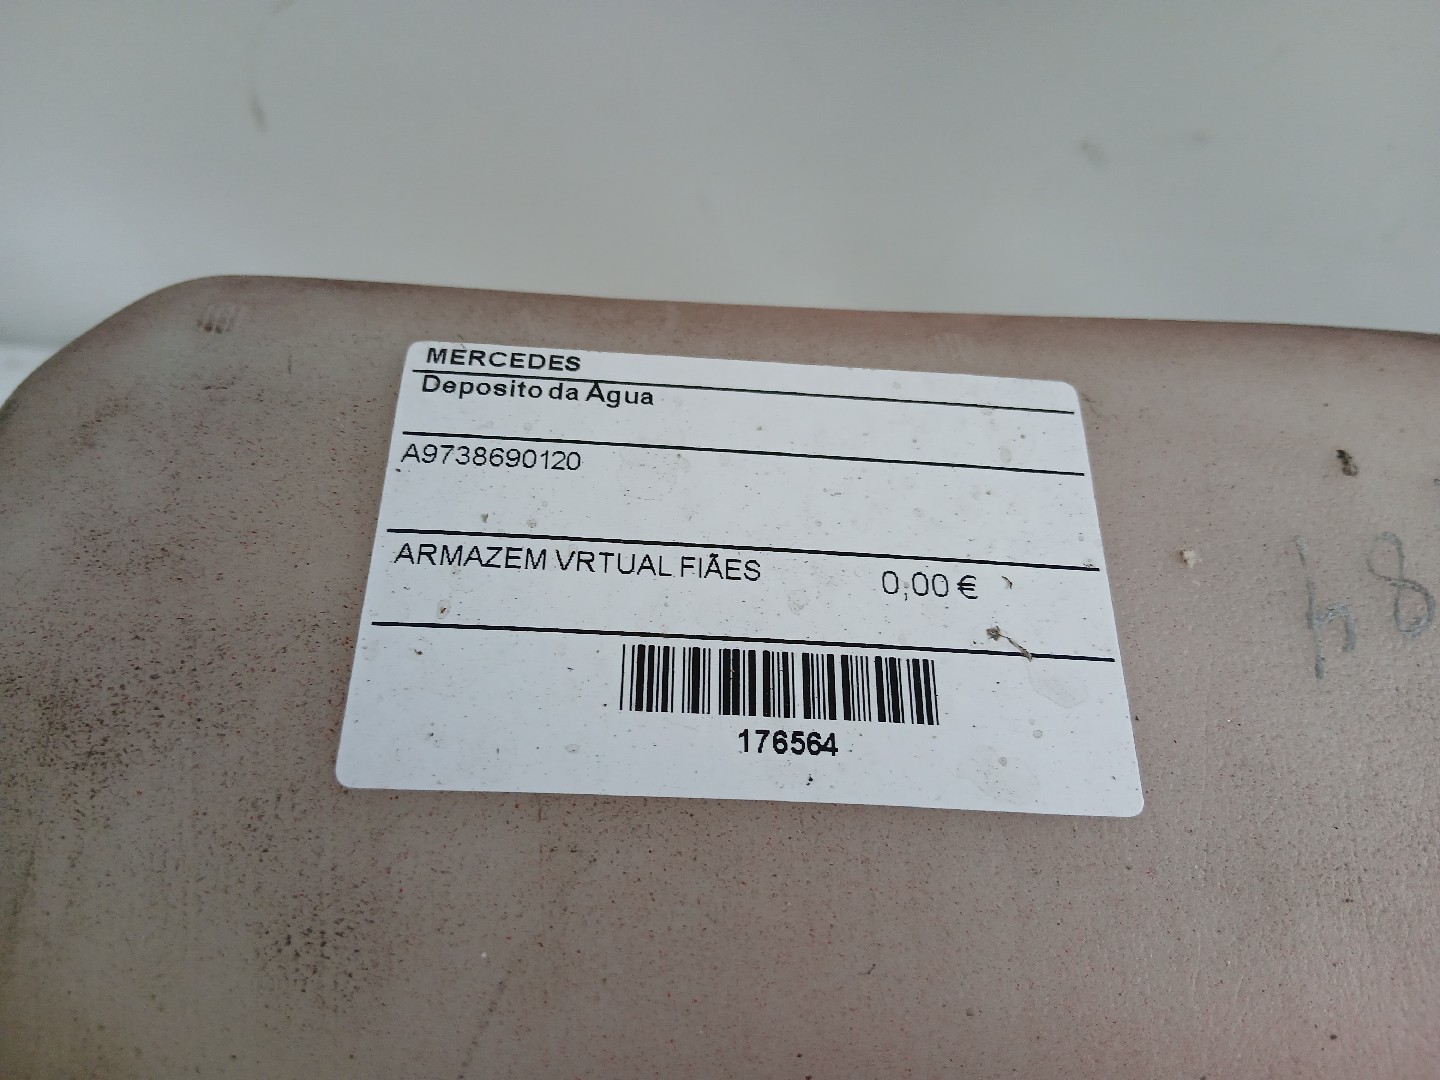 MERCEDES
Deposito da Água
A9738690120
ARMAZEM VRTUAL FIÃES 0,00 €
176564